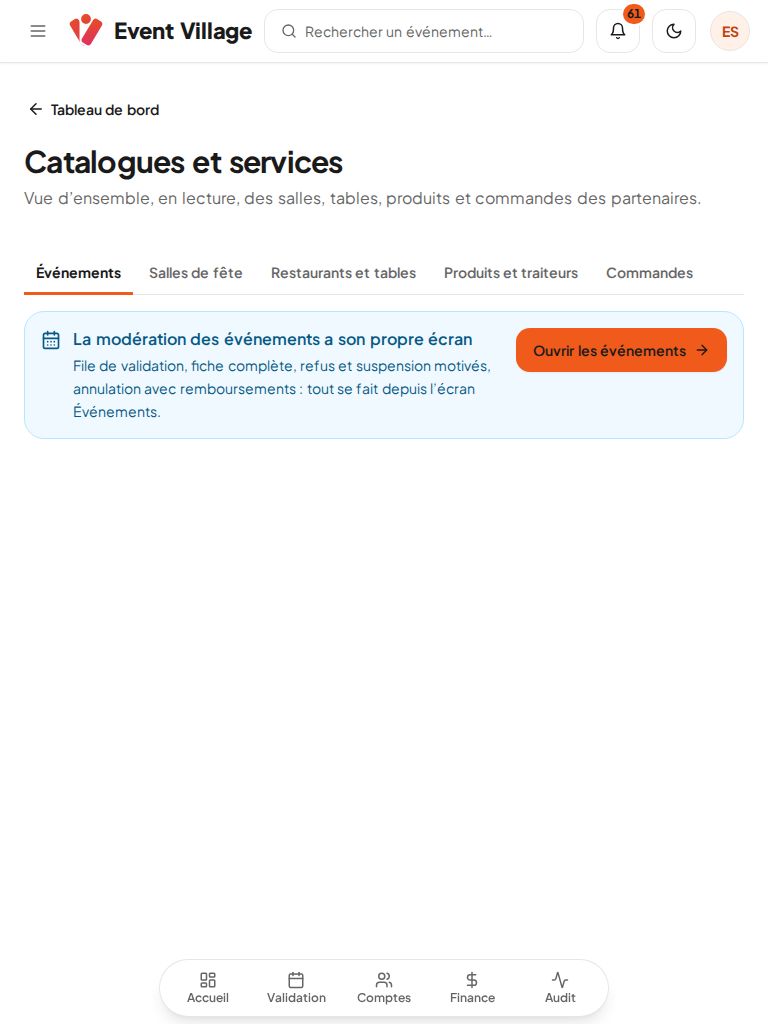 Event Village
Rechercher un événement…
61
ES
Tableau de bord
Catalogues et services
Vue d’ensemble, en lecture, des salles, tables, produits et commandes des partenaires.
Événements
Salles de fête
Restaurants et tables
Produits et traiteurs
Commandes
La modération des événements a son propre écran
File de validation, fiche complète, refus et suspension motivés,
annulation avec remboursements : tout se fait depuis l’écran
Événements.
Ouvrir les événements
Accueil
Validation
Comptes
Finance
Audit